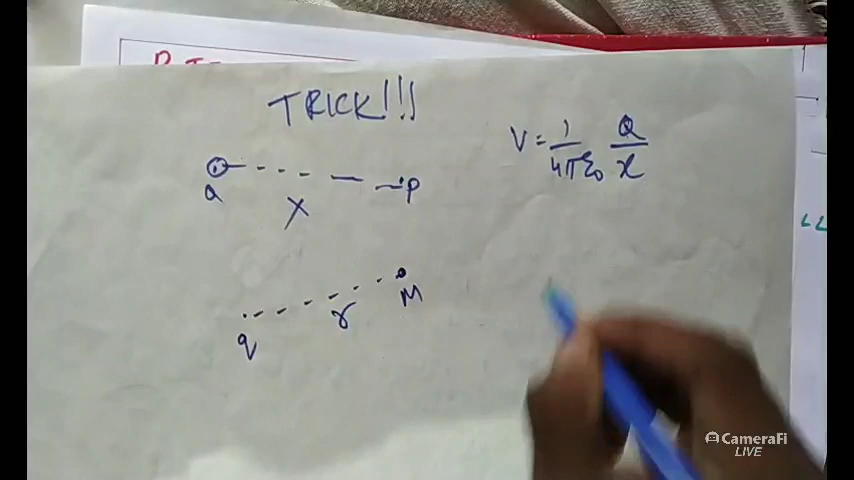 TRICK!!!
V = 1/4πε₀ Q/x
Q
P
X
M
r
q
CameraFi
LIVE